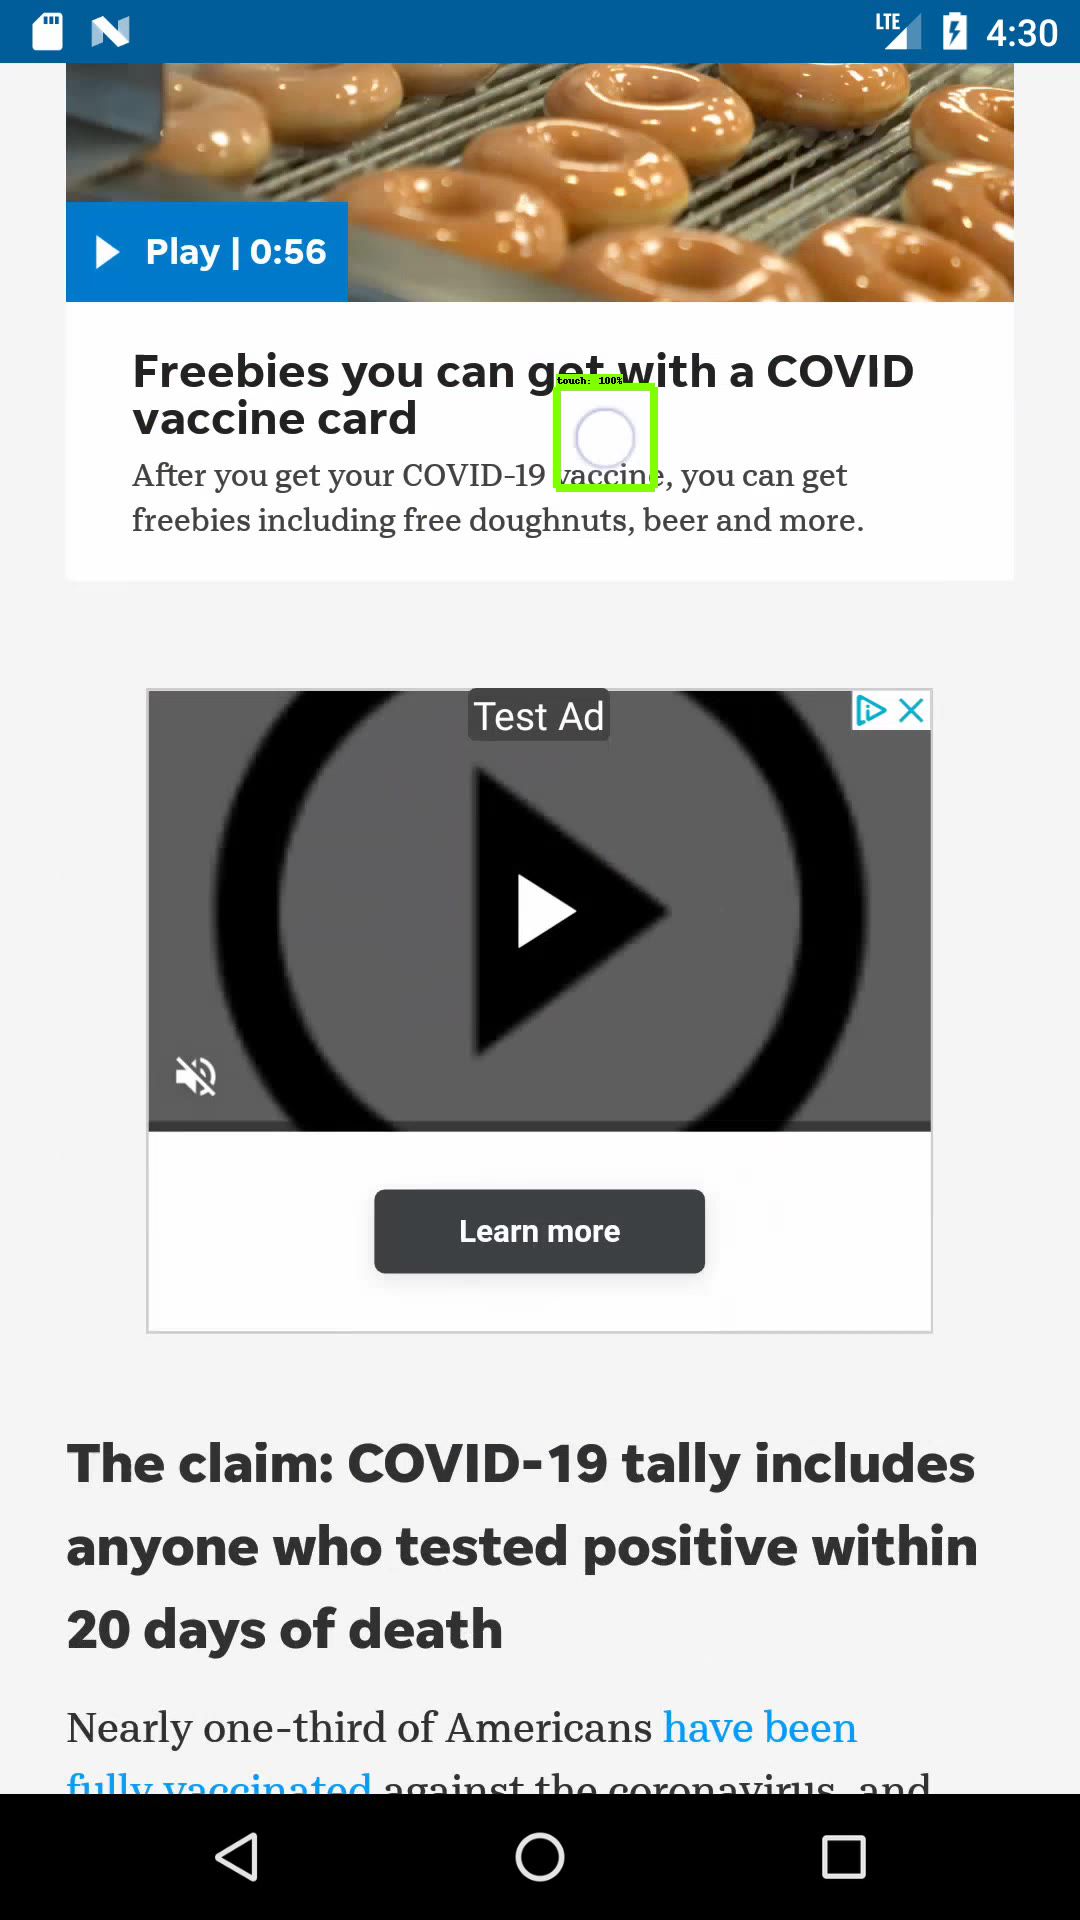 LTE 4:30
Play | 0:56
Freebies you can get with a COVID
vaccine card
touch: 100%
After you get your COVID-19 vaccine, you can get
freebies including free doughnuts, beer and more.
Test Ad
Learn more
The claim: COVID-19 tally includes
anyone who tested positive within
20 days of death
Nearly one-third of Americans have been
fully vaccinated against the coronavirus, and